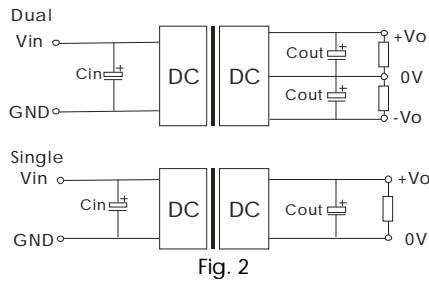 Dual
Vin
Cin
+
DC
DC
Cout
+
+Vo
0V
Cout
+
-Vo
GND
Single
Vin
Cin
+
DC
DC
Cout
+
+Vo
0V
GND
Fig. 2